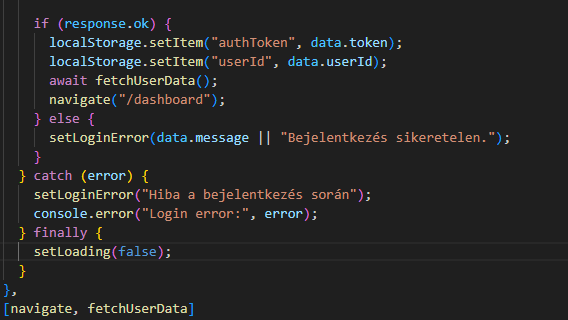 if (response.ok) {
localStorage.setItem("authToken", data.token);
localStorage.setItem("userId", data.userId);
await fetchUserData();
navigate("/dashboard");
} else {
setLoginError(data.message || "Bejelentkezés sikeretelen.");
}
} catch (error) {
setLoginError("Hiba a bejelentkezés során");
console.error("Login error:", error);
} finally {
setLoading(false);
}
},
[navigate, fetchUserData]